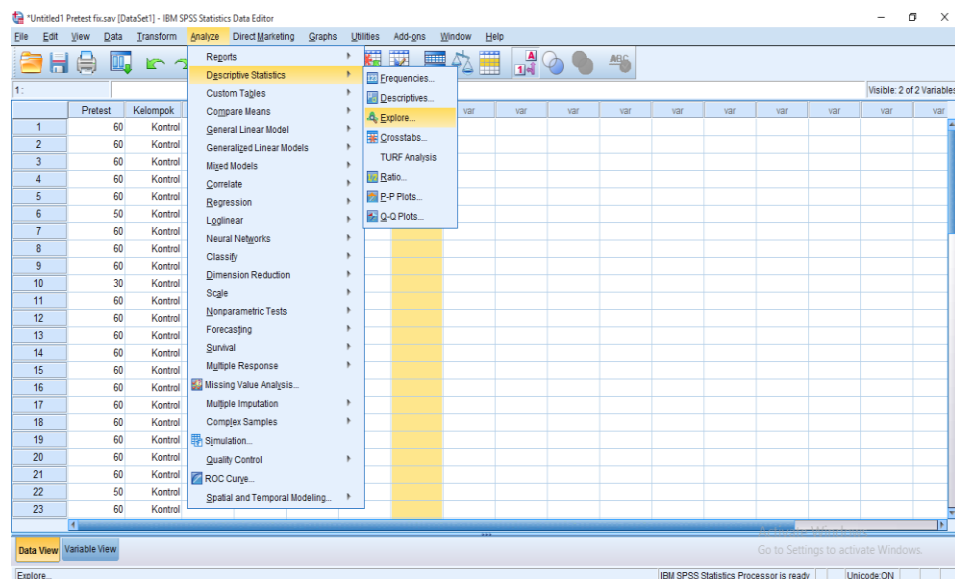 *Untitled1 Pretest fix.sav [DataSet1] - IBM SPSS Statistics Data Editor
File Edit View Data Transform Analyze Direct Marketing Graphs Utilities Add-ons Window Help
1 :
Visible: 2 of 2 Variables
Pretest Kelompok var var var var var var var var var var
1 60 Kontrol
2 60 Kontrol
3 60 Kontrol
4 60 Kontrol
5 60 Kontrol
6 50 Kontrol
7 60 Kontrol
8 60 Kontrol
9 60 Kontrol
10 30 Kontrol
11 60 Kontrol
12 60 Kontrol
13 60 Kontrol
14 60 Kontrol
15 60 Kontrol
16 60 Kontrol
17 60 Kontrol
18 60 Kontrol
19 60 Kontrol
20 60 Kontrol
21 60 Kontrol
22 50 Kontrol
23 60 Kontrol
Reports
Descriptive Statistics
Custom Tables
Compare Means
General Linear Model
Generalized Linear Models
Mixed Models
Correlate
Regression
Loglinear
Neural Networks
Classify
Dimension Reduction
Scale
Nonparametric Tests
Forecasting
Survival
Multiple Response
Missing Value Analysis...
Multiple Imputation
Complex Samples
Simulation...
Quality Control
ROC Curve...
Spatial and Temporal Modeling...
Frequencies...
Descriptives...
Explore...
Crosstabs...
TURF Analysis
Ratio...
P-P Plots...
Q-Q Plots...
Data View Variable View
Go to Settings to activate Windows.
Explore...
IBM SPSS Statistics Processor is ready
Unicode:ON